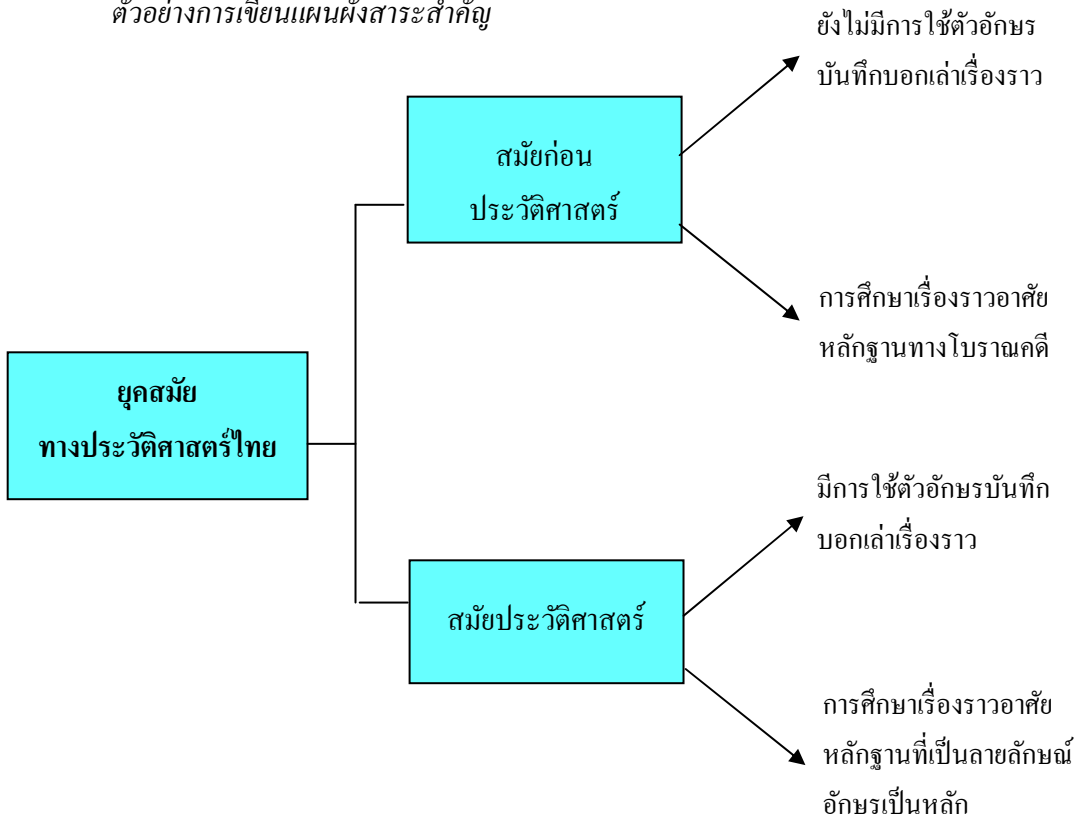 ตัวอย่างการเขียนแผนผังสาระสำคัญ
ยังไม่มีการใช้ตัวอักษร
บันทึกบอกเล่าเรื่องราว
สมัยก่อน
ประวัติศาสตร์
การศึกษาเรื่องราวอาศัย
หลักฐานทางโบราณคดี
ยุคสมัย
ทางประวัติศาสตร์ไทย
มีการใช้ตัวอักษรบันทึก
บอกเล่าเรื่องราว
สมัยประวัติศาสตร์
การศึกษาเรื่องราวอาศัย
หลักฐานที่เป็นลายลักษณ์
อักษรเป็นหลัก